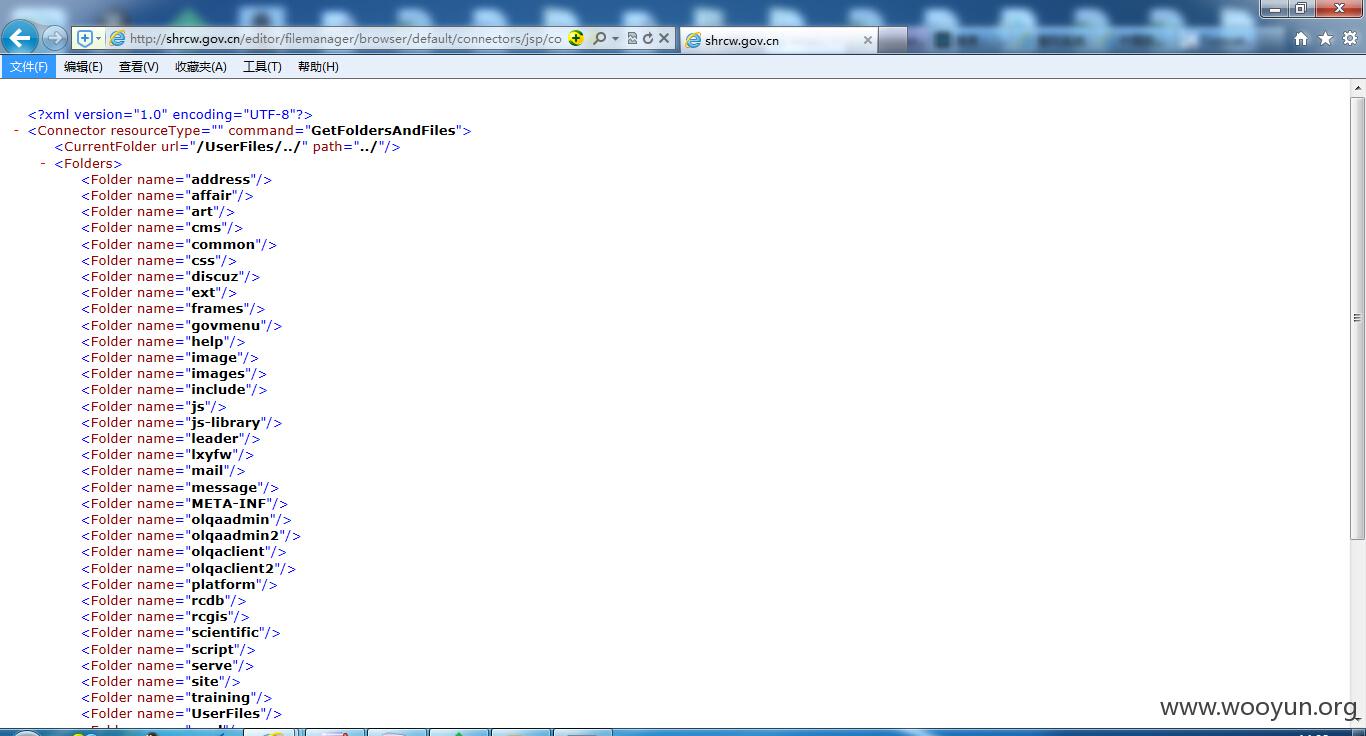 http://shrcw.gov.cn/editor/filemanager/browser/default/connectors/jsp/co
shrcw.gov.cn
文件(F) 编辑(E) 查看(V) 收藏夹(A) 工具(T) 帮助(H)
<?xml version="1.0" encoding="UTF-8"?>
- <Connector resourceType="" command="GetFoldersAndFiles">
<CurrentFolder url="/UserFiles/../" path="../"/>
- <Folders>
<Folder name="address"/>
<Folder name="affair"/>
<Folder name="art"/>
<Folder name="cms"/>
<Folder name="common"/>
<Folder name="css"/>
<Folder name="discuz"/>
<Folder name="ext"/>
<Folder name="frames"/>
<Folder name="govmenu"/>
<Folder name="help"/>
<Folder name="image"/>
<Folder name="images"/>
<Folder name="include"/>
<Folder name="js"/>
<Folder name="js-library"/>
<Folder name="leader"/>
<Folder name="lxyfw"/>
<Folder name="mail"/>
<Folder name="message"/>
<Folder name="META-INF"/>
<Folder name="olqaadmin"/>
<Folder name="olqaadmin2"/>
<Folder name="olqaclient"/>
<Folder name="olqaclient2"/>
<Folder name="platform"/>
<Folder name="rcdb"/>
<Folder name="rcgis"/>
<Folder name="scientific"/>
<Folder name="script"/>
<Folder name="serve"/>
<Folder name="site"/>
<Folder name="training"/>
<Folder name="UserFiles"/>
www.wooyun.org